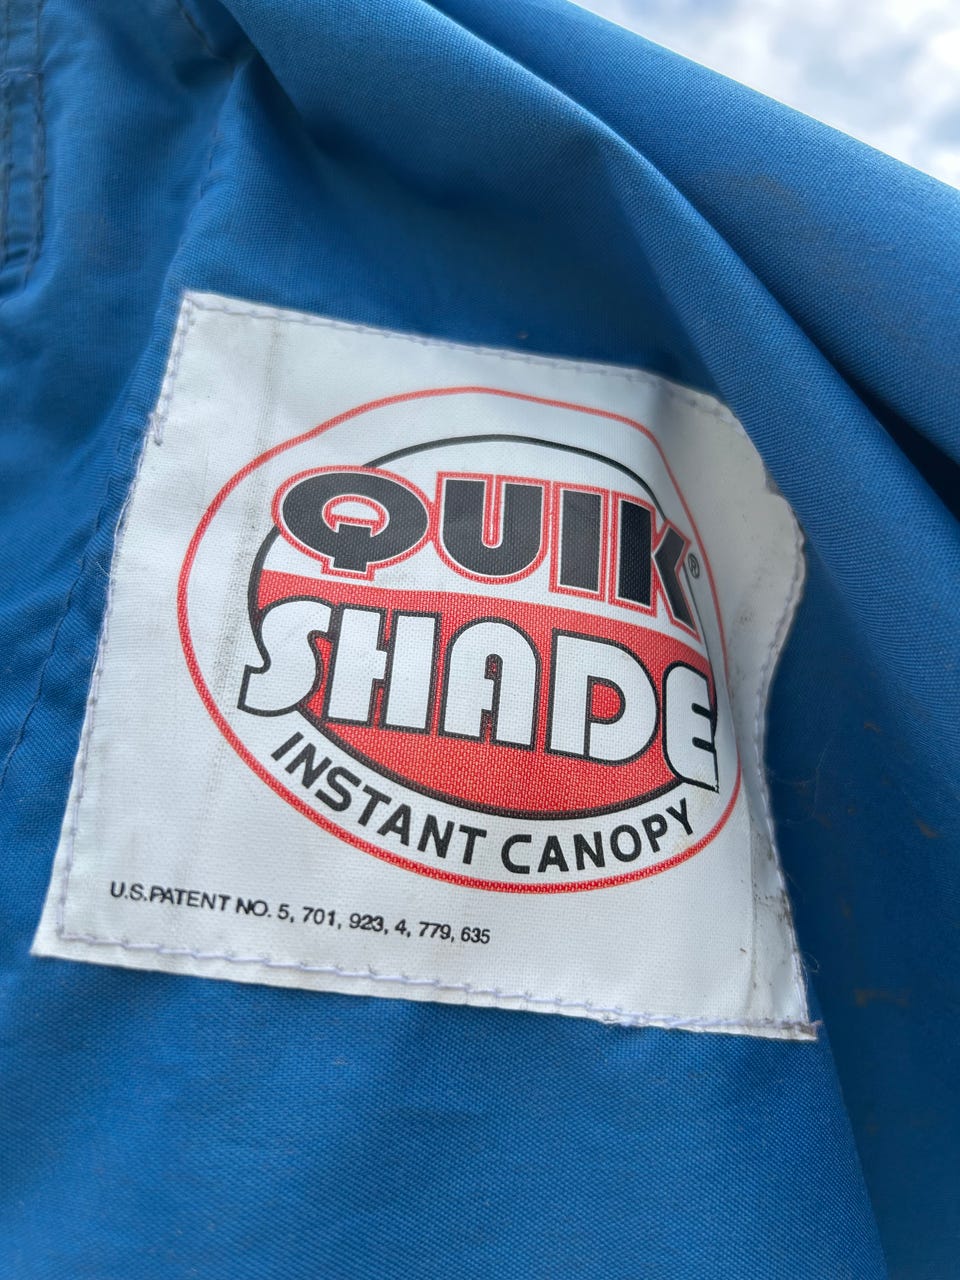 QUIK®
SHADE
INSTANT CANOPY
U.S.PATENT NO. 5, 701, 923, 4, 779, 635